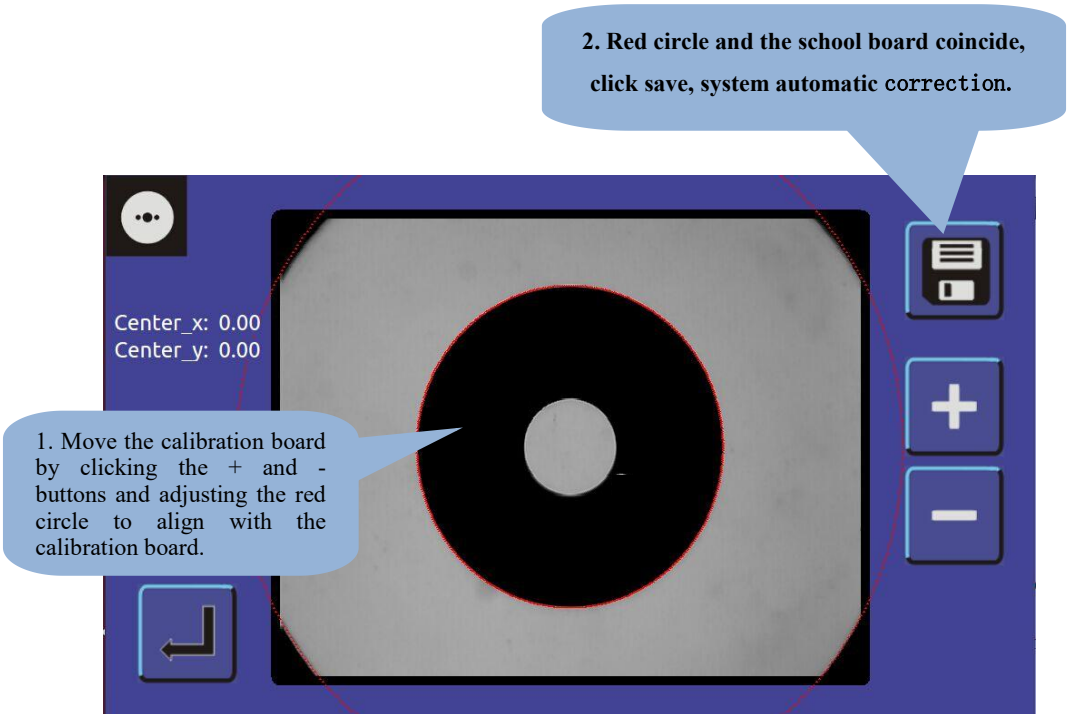 2. Red circle and the school board coincide,
click save, system automatic correction.
Center_x: 0.00
Center_y: 0.00
1. Move the calibration board
by clicking the + and -
buttons and adjusting the red
circle to align with the
calibration board.